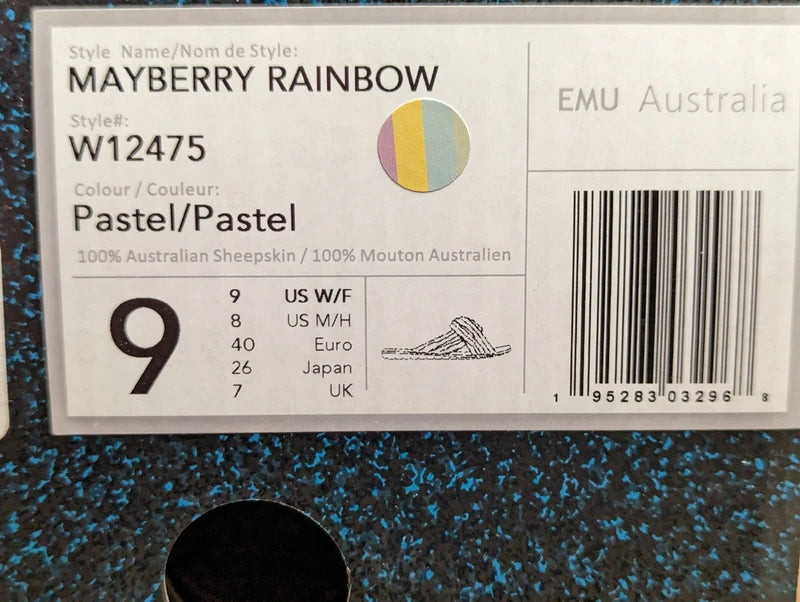 Style Name/Nom de Style:
MAYBERRY RAINBOW
Style#:
W12475
Colour / Couleur:
Pastel/Pastel
100% Australian Sheepskin / 100% Mouton Australien
9
9 US W/F
8 US M/H
40 Euro
26 Japan
7 UK
EMU Australia
1 95283 03296 8